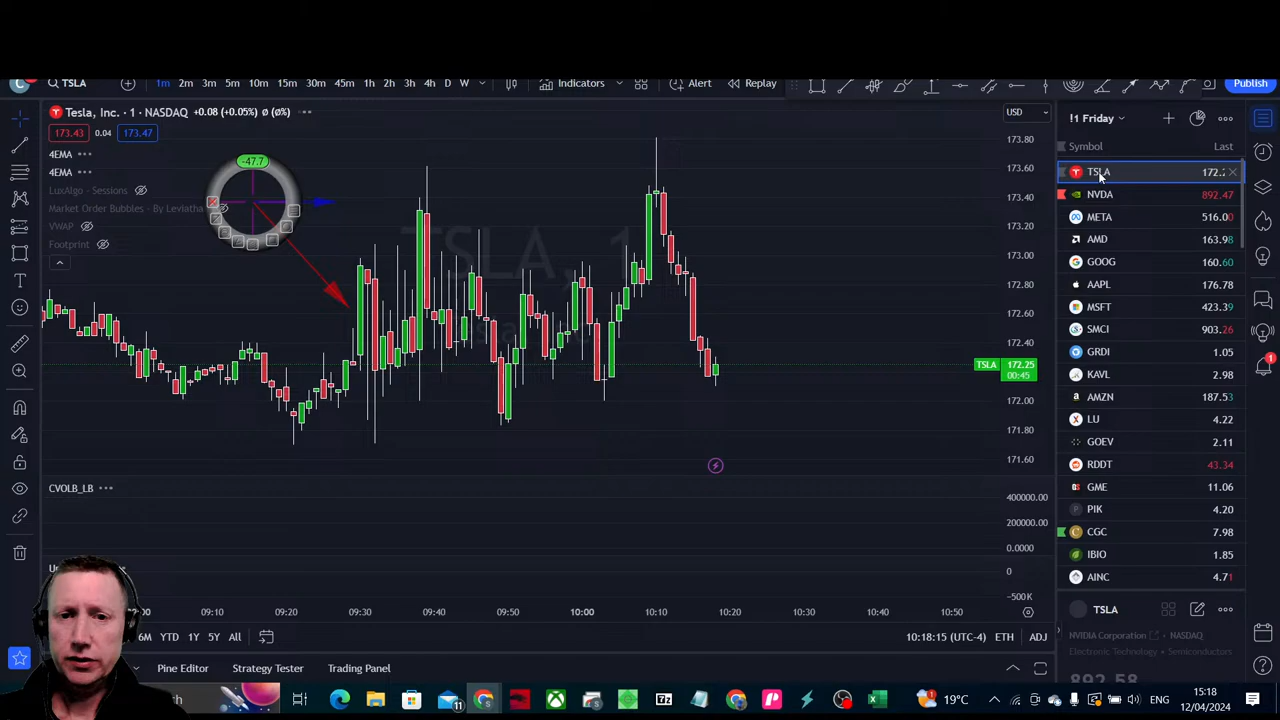 TSLA
1m 2m 3m 5m 10m 15m 30m 45m 1h 2h 3h 4h D W
Indicators
Alert
Replay
Publish
Tesla, Inc. · 1 · NASDAQ +0.08 (+0.05%) ø (ø%)
173.43 0.04 173.47
4EMA
4EMA
LuxAlgo - Sessions
Market Order Bubbles - By Leviatha
VWAP
Footprint
-47.7
TSLA, 1
USD
173.80
173.60
173.40
173.20
173.00
172.80
172.60
172.40
TSLA 172.25
00:45
172.00
171.80
171.60
CVOLB_LB
400000.00
200000.00
0.0000
0
-500K
09:10 09:20 09:30 09:40 09:50 10:00 10:10 10:20 10:30 10:40 10:50
6M YTD 1Y 5Y All
10:18:15 (UTC-4) ETH ADJ
Pine Editor Strategy Tester Trading Panel
!1 Friday
Symbol Last
TSLA
NVDA 892.47
META 516.00
AMD 163.98
GOOG 160.60
AAPL 176.78
MSFT 423.39
SMCI 903.26
GRDI 1.05
KAVL 2.98
AMZN 187.53
LU 4.22
GOEV 2.11
RDDT 43.34
GME 11.06
PIK 4.20
CGC 7.98
IBIO 1.85
AINC 4.71
TSLA
NVIDIA Corporation · NASDAQ
Electronic Technology • Semiconductors
892.58
11
19°C
ENG
15:18
12/04/2024